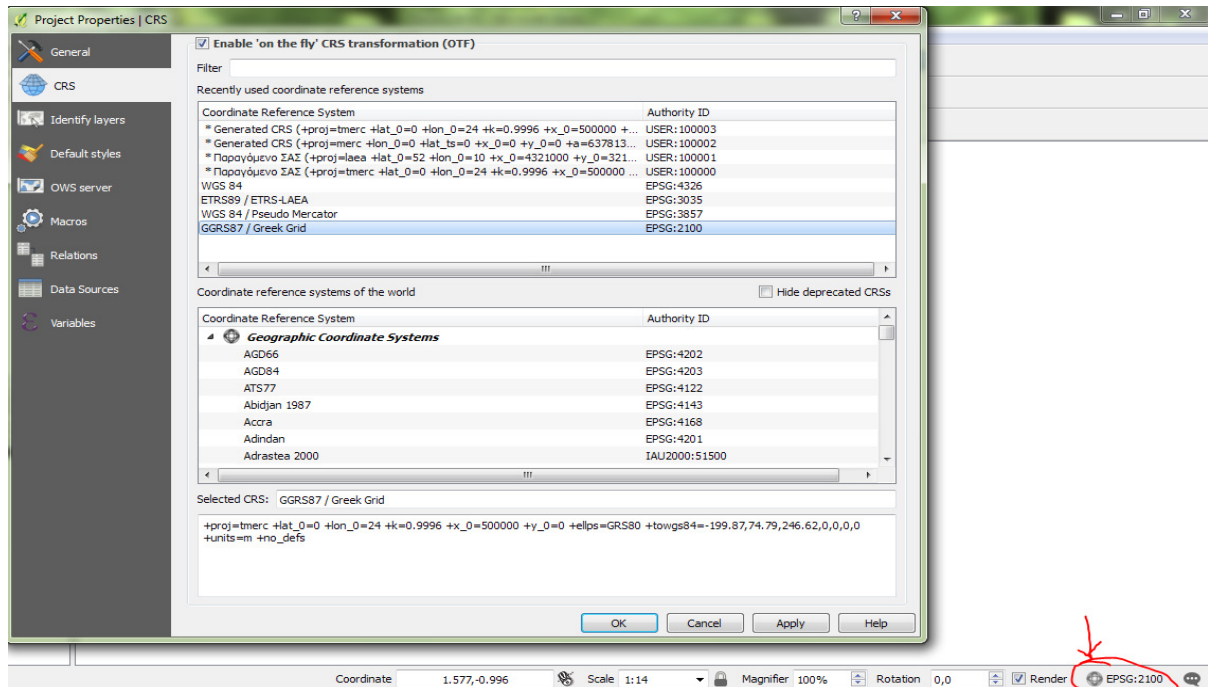 Project Properties | CRS
General
CRS
Identify layers
Default styles
OWS server
Macros
Relations
Data Sources
Variables
Enable 'on the fly' CRS transformation (OTF)
Filter
Recently used coordinate reference systems
Coordinate Reference System Authority ID
* Generated CRS (+proj=tmerc +lat_0=0 +lon_0=24 +k=0.9996 +x_0=500000 +... USER:100003
* Generated CRS (+proj=merc +lon_0=0 +lat_ts=0 +x_0=0 +y_0=0 +a=637813... USER:100002
* Παραγόμενο ΣΑΣ (+proj=laea +lat_0=52 +lon_0=10 +x_0=4321000 +y_0=321... USER:100001
* Παραγόμενο ΣΑΣ (+proj=tmerc +lat_0=0 +lon_0=24 +k=0.9996 +x_0=500000 ... USER:100000
WGS 84 EPSG:4326
ETRS89 / ETRS-LAEA EPSG:3035
WGS 84 / Pseudo Mercator EPSG:3857
GGRS87 / Greek Grid EPSG:2100
Coordinate reference systems of the world Hide deprecated CRSs
Coordinate Reference System Authority ID
Geographic Coordinate Systems
AGD66 EPSG:4202
AGD84 EPSG:4203
ATS77 EPSG:4122
Abidjan 1987 EPSG:4143
Accra EPSG:4168
Adindan EPSG:4201
Adrastea 2000 IAU2000:51500
Selected CRS: GGRS87 / Greek Grid
+proj=tmerc +lat_0=0 +lon_0=24 +k=0.9996 +x_0=500000 +y_0=0 +ellps=GRS80 +towgs84=-199.87,74.79,246.62,0,0,0,0
+units=m +no_defs
OK Cancel Apply Help
Coordinate 1.577,-0.996 Scale 1:14 Magnifier 100% Rotation 0,0 Render EPSG:2100